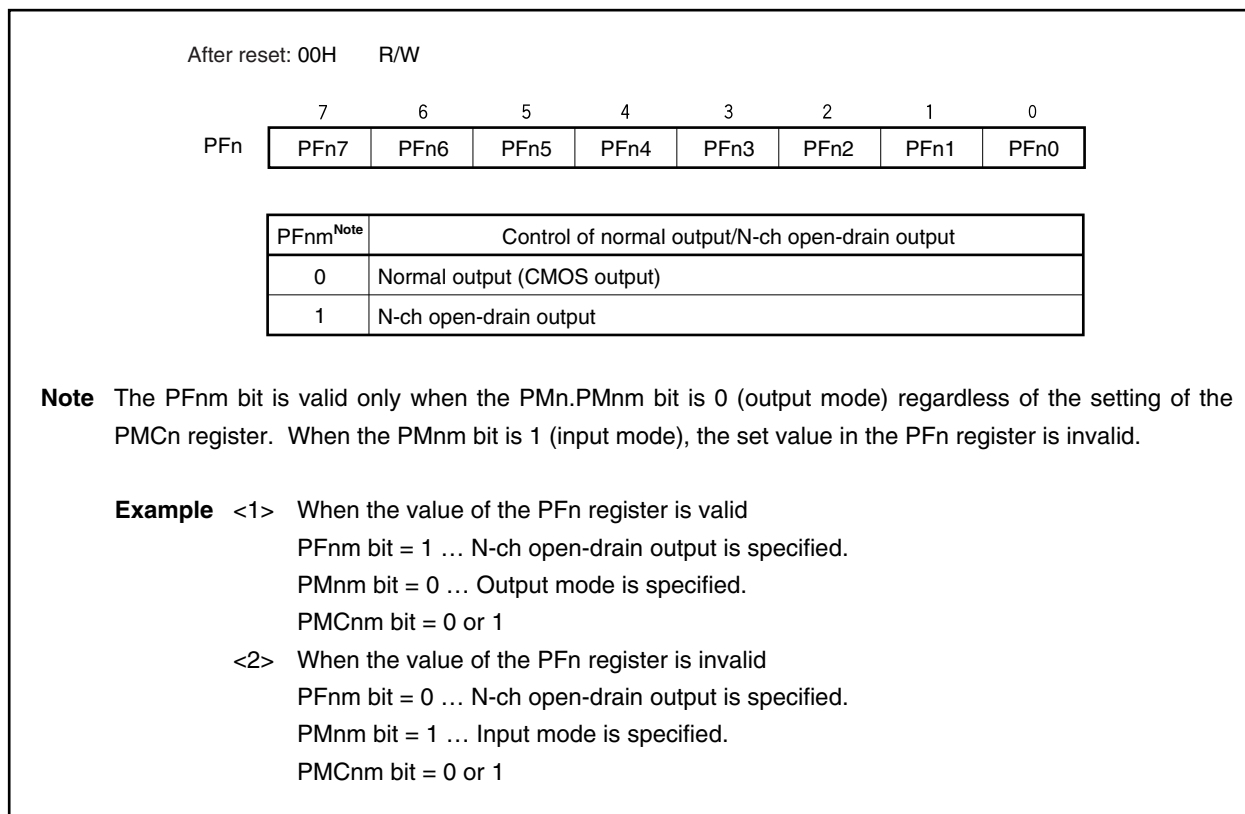 After reset: 00H R/W
7 6 5 4 3 2 1 0
PFn PFn7 PFn6 PFn5 PFn4 PFn3 PFn2 PFn1 PFn0
PFnmNote Control of normal output/N-ch open-drain output
0 Normal output (CMOS output)
1 N-ch open-drain output
Note The PFnm bit is valid only when the PMn.PMnm bit is 0 (output mode) regardless of the setting of the
PMCn register. When the PMnm bit is 1 (input mode), the set value in the PFn register is invalid.
Example <1> When the value of the PFn register is valid
PFnm bit = 1 … N-ch open-drain output is specified.
PMnm bit = 0 … Output mode is specified.
PMCnm bit = 0 or 1
<2> When the value of the PFn register is invalid
PFnm bit = 0 … N-ch open-drain output is specified.
PMnm bit = 1 … Input mode is specified.
PMCnm bit = 0 or 1